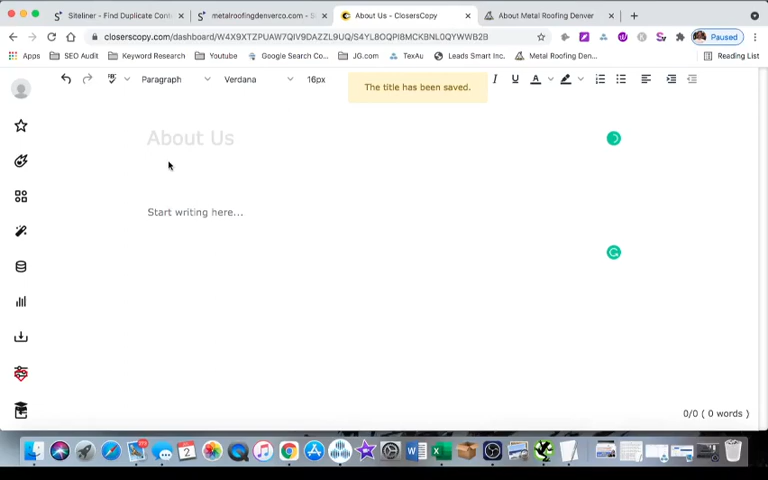 Siteliner - Find Duplicate Conten
metalroofingdenverco.com - S
About Us - ClosersCopy
About Metal Roofing Denver
closerscopy.com/dashboard/W4X9XTZPUAW7QIV9DAZZL9UQ/S4YL8OQPI8MCKBNL0QYWWB2B
Paused
Apps
SEO Audit
Keyword Research
Youtube
Google Search Co...
JG.com
TexAu
Leads Smart Inc.
Metal Roofing Den...
Reading List
Paragraph
Verdana
16px
The title has been saved.
I
U
A
About Us
Start writing here...
0/0 ( 0 words )